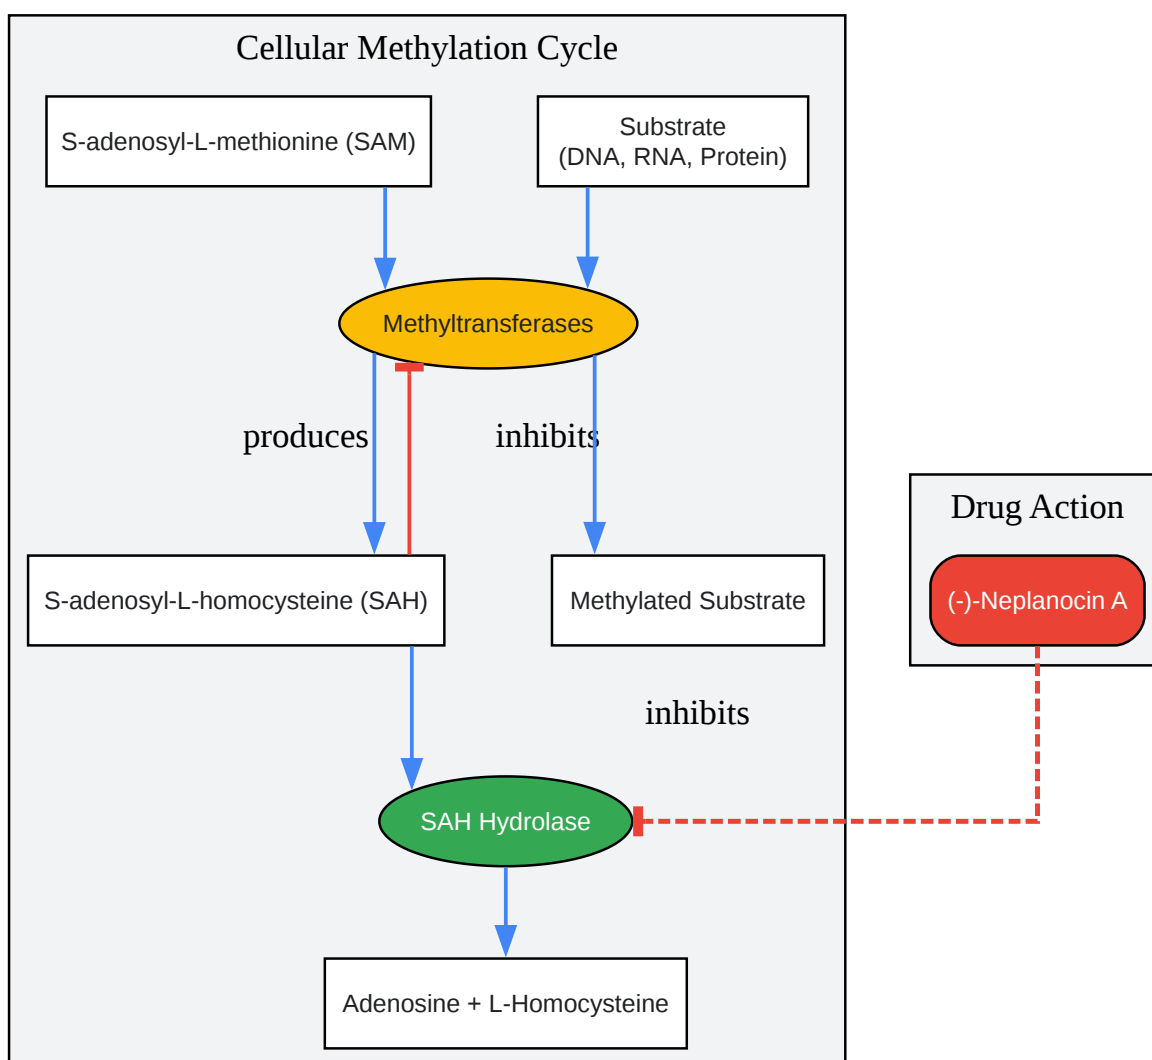 Cellular Methylation Cycle
S-adenosyl-L-methionine (SAM)
Substrate
(DNA, RNA, Protein)
Methyltransferases
produces
inhibits
S-adenosyl-L-homocysteine (SAH)
Methylated Substrate
Drug Action
(-)-Neplanocin A
inhibits
SAH Hydrolase
Adenosine + L-Homocysteine